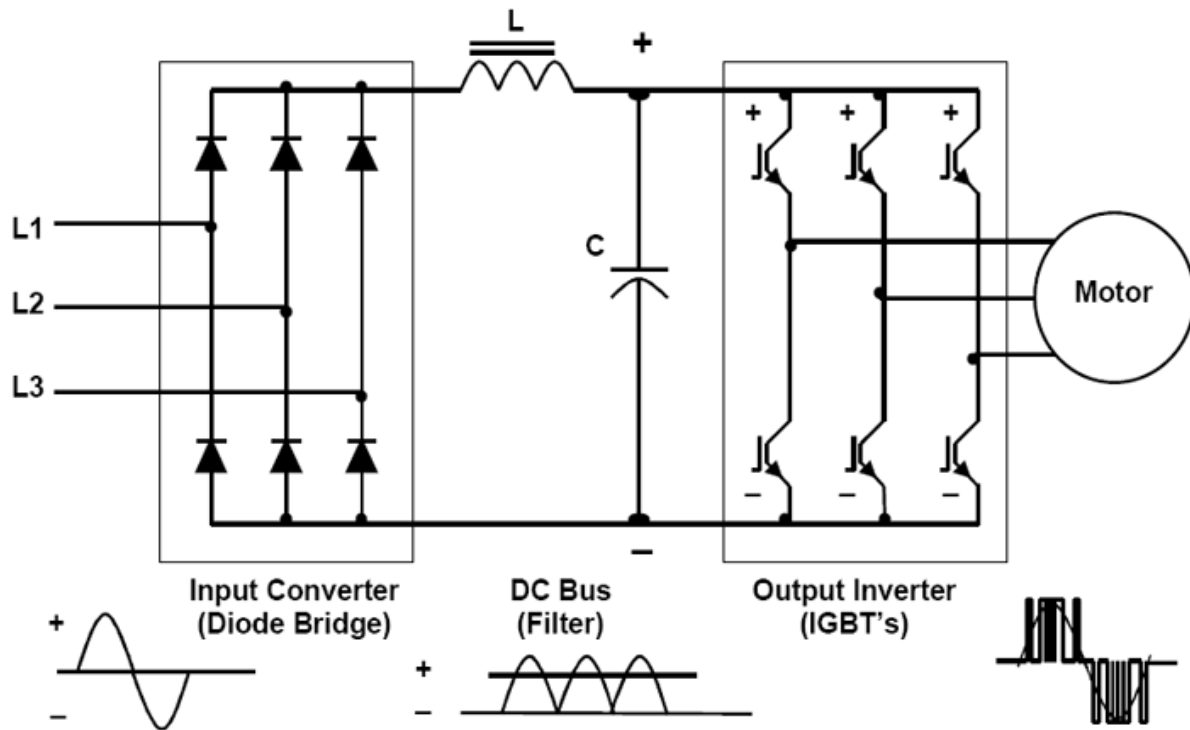 L
+
+ + +
L1
L2
L3
C
Motor
– – –
–
Input Converter
(Diode Bridge)
DC Bus
(Filter)
Output Inverter
(IGBT's)
+
–
+
–